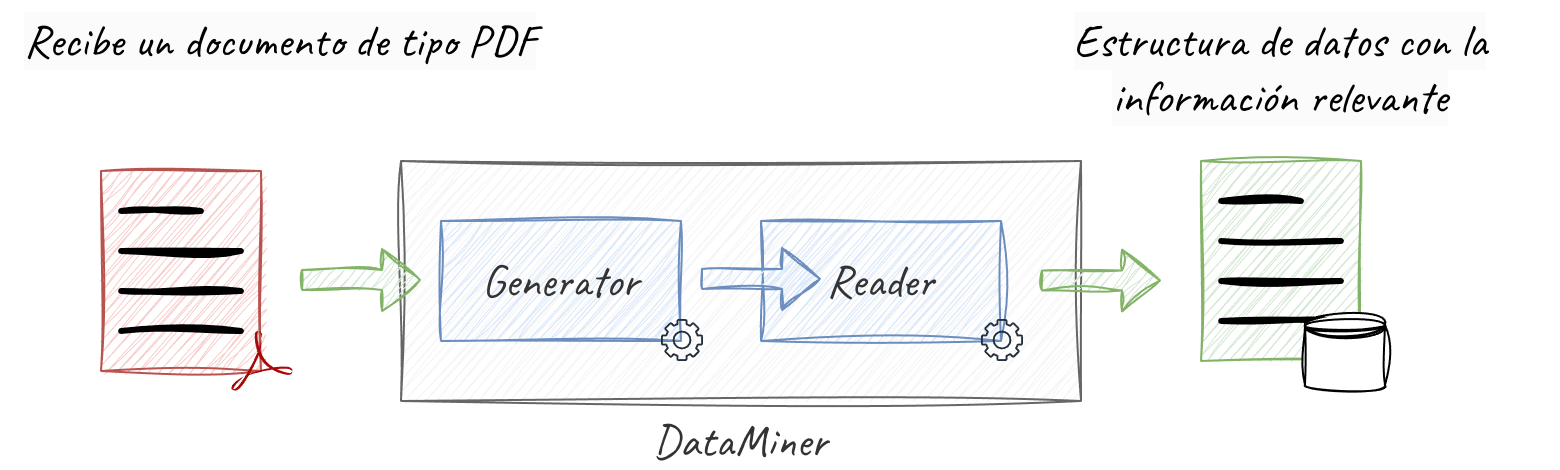 Recibe un documento de tipo PDF
Estructura de datos con la
información relevante
Generator
Reader
DataMiner